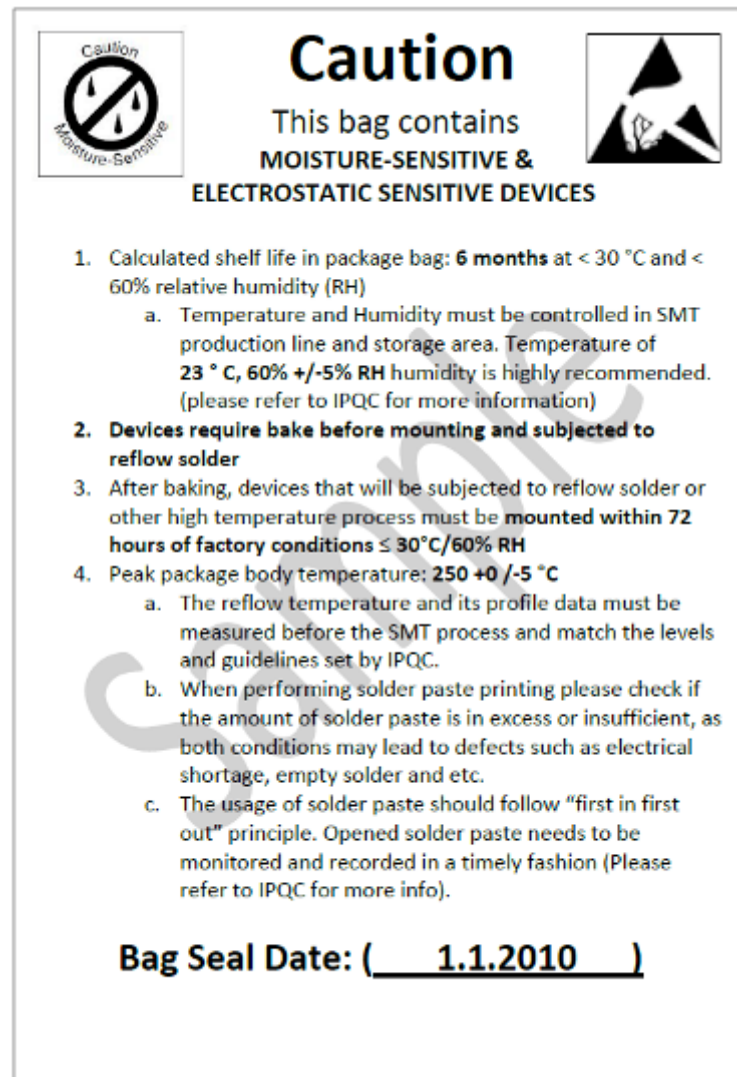 Caution
Moisture-Sensitive
Caution
This bag contains
MOISTURE-SENSITIVE &
ELECTROSTATIC SENSITIVE DEVICES
1. Calculated shelf life in package bag: 6 months at < 30 °C and <
60% relative humidity (RH)
a. Temperature and Humidity must be controlled in SMT
production line and storage area. Temperature of
23 ° C, 60% +/-5% RH humidity is highly recommended.
(please refer to IPQC for more information)
2. Devices require bake before mounting and subjected to
reflow solder
3. After baking, devices that will be subjected to reflow solder or
other high temperature process must be mounted within 72
hours of factory conditions ≤ 30°C/60% RH
4. Peak package body temperature: 250 +0 /-5 °C
a. The reflow temperature and its profile data must be
measured before the SMT process and match the levels
and guidelines set by IPQC.
b. When performing solder paste printing please check if
the amount of solder paste is in excess or insufficient, as
both conditions may lead to defects such as electrical
shortage, empty solder and etc.
c. The usage of solder paste should follow “first in first
out” principle. Opened solder paste needs to be
monitored and recorded in a timely fashion (Please
refer to IPQC for more info).
Sample
Bag Seal Date: ( 1.1.2010 )